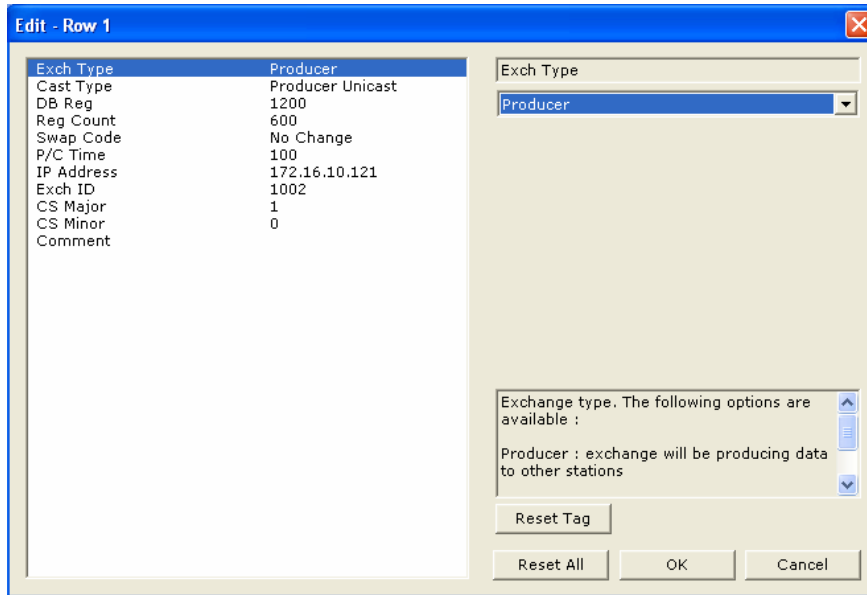 Edit - Row 1
Exch Type Producer
Cast Type Producer Unicast
DB Reg 1200
Reg Count 600
Swap Code No Change
P/C Time 100
IP Address 172.16.10.121
Exch ID 1002
CS Major 1
CS Minor 0
Comment
Exch Type
Producer
Exchange type. The following options are
available :
Producer : exchange will be producing data
to other stations
Reset Tag
Reset All OK Cancel